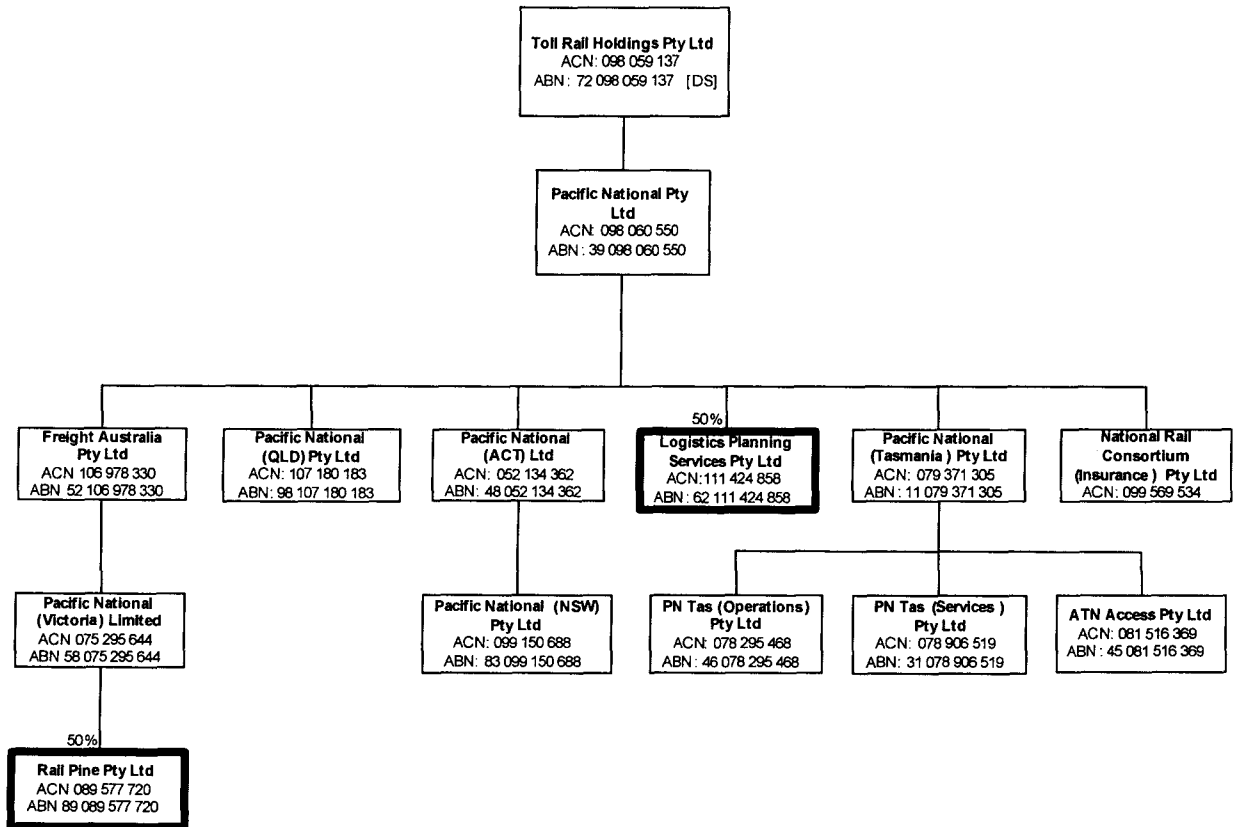 Toll Rail Holdings Pty Ltd
ACN: 098 059 137
ABN: 72 098 059 137 [DS]
Pacific National Pty
Ltd
ACN: 098 060 550
ABN: 39 098 060 550
Freight Australia
Pty Ltd
ACN 106 978 330
ABN 52 106 978 330
Pacific National
(QLD) Pty Ltd
ACN: 107 180 183
ABN: 98 107 180 183
Pacific National
(ACT) Ltd
ACN: 052 134 362
ABN: 48 052 134 362
50%
Logistics Planning
Services Pty Ltd
ACN:111 424 858
ABN: 62 111 424 858
Pacific National
(Tasmania) Pty Ltd
ACN: 079 371 305
ABN: 11 079 371 305
National Rail
Consortium
(Insurance) Pty Ltd
ACN: 099 569 534
Pacific National
(Victoria) Limited
ACN 075 295 644
ABN 58 075 295 644
Pacific National (NSW)
Pty Ltd
ACN: 099 150 688
ABN: 83 099 150 688
PN Tas (Operations)
Pty Ltd
ACN: 078 295 468
ABN: 46 078 295 468
PN Tas (Services)
Pty Ltd
ACN: 078 906 519
ABN: 31 078 906 519
ATN Access Pty Ltd
ACN: 081 516 369
ABN: 45 081 516 369
50%
Rail Pine Pty Ltd
ACN 089 577 720
ABN 89 089 577 720